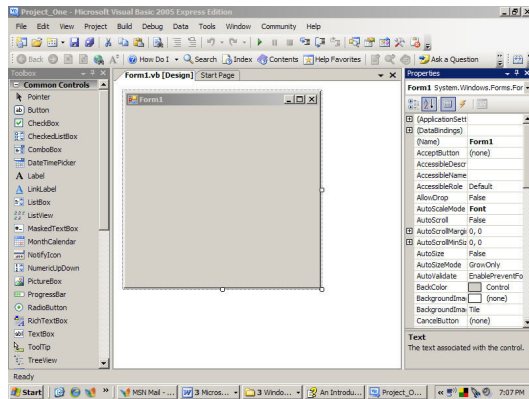 Project_One - Microsoft Visual Basic 2005 Express Edition
File Edit View Project Build Debug Data Tools Window Community Help
Back How Do I Search Index Contents Help Favorites Ask a Question
Toolbox
Common Controls
Pointer
Button
CheckBox
CheckedListBox
ComboBox
DateTimePicker
Label
LinkLabel
ListBox
ListView
MaskedTextBox
MonthCalendar
NotifyIcon
NumericUpDown
PictureBox
ProgressBar
RadioButton
RichTextBox
TextBox
ToolTip
TreeView
Form1.vb [Design] Start Page
Form1
Properties
Form1 System.Windows.Forms.For
(ApplicationSett
(DataBindings)
(Name) Form1
AcceptButton (none)
AccessibleDescr
AccessibleName
AccessibleRole Default
AllowDrop False
AutoScaleMode Font
AutoScroll False
AutoScrollMargin 0, 0
AutoScrollMinSiz 0, 0
AutoSize False
AutoSizeMode GrowOnly
AutoValidate EnablePreventFo
BackColor Control
BackgroundIma (none)
BackgroundIma Tile
CancelButton (none)
Text
The text associated with the control.
Ready
Start MSN Mail - ... 3 Micros... 3 Windo... An Introdu... Project_O... 7:07 PM